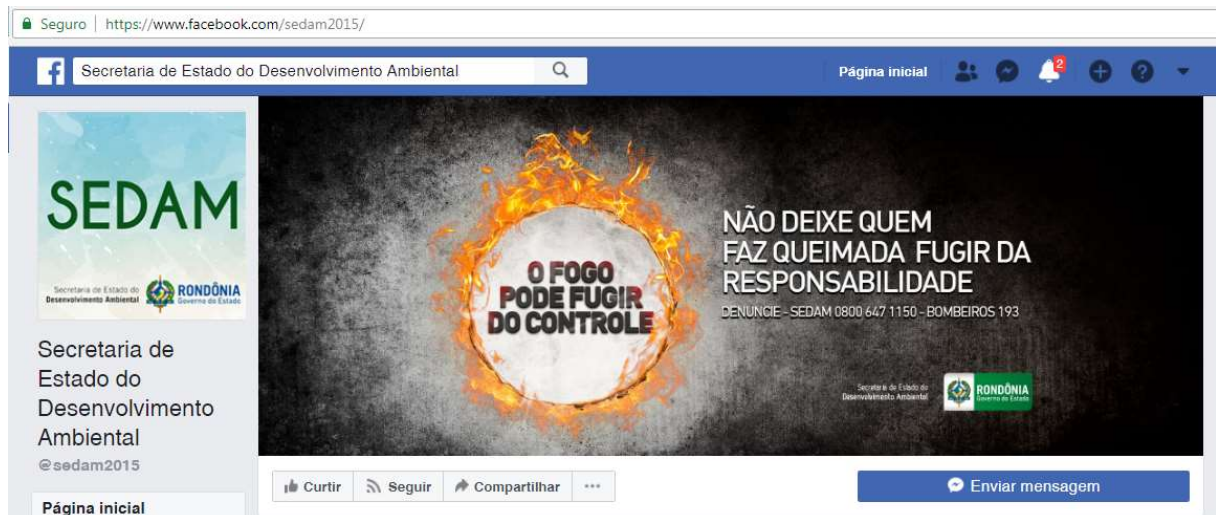 Seguro | https://www.facebook.com/sedam2015/
Secretaria de Estado do Desenvolvimento Ambiental
Página inicial
2
SEDAM
Secretaria de Estado do
Desenvolvimento Ambiental
RONDÔNIA
Governo do Estado
O FOGO
PODE FUGIR
DO CONTROLE
NÃO DEIXE QUEM
FAZ QUEIMADA FUGIR DA
RESPONSABILIDADE
DENUNCIE - SEDAM 0800 647 1150 - BOMBEIROS 193
Secretaria de Estado do
Desenvolvimento Ambiental
RONDÔNIA
Governo do Estado
Secretaria de
Estado do
Desenvolvimento
Ambiental
@sedam2015
Curtir Seguir Compartilhar ...
Enviar mensagem
Página inicial